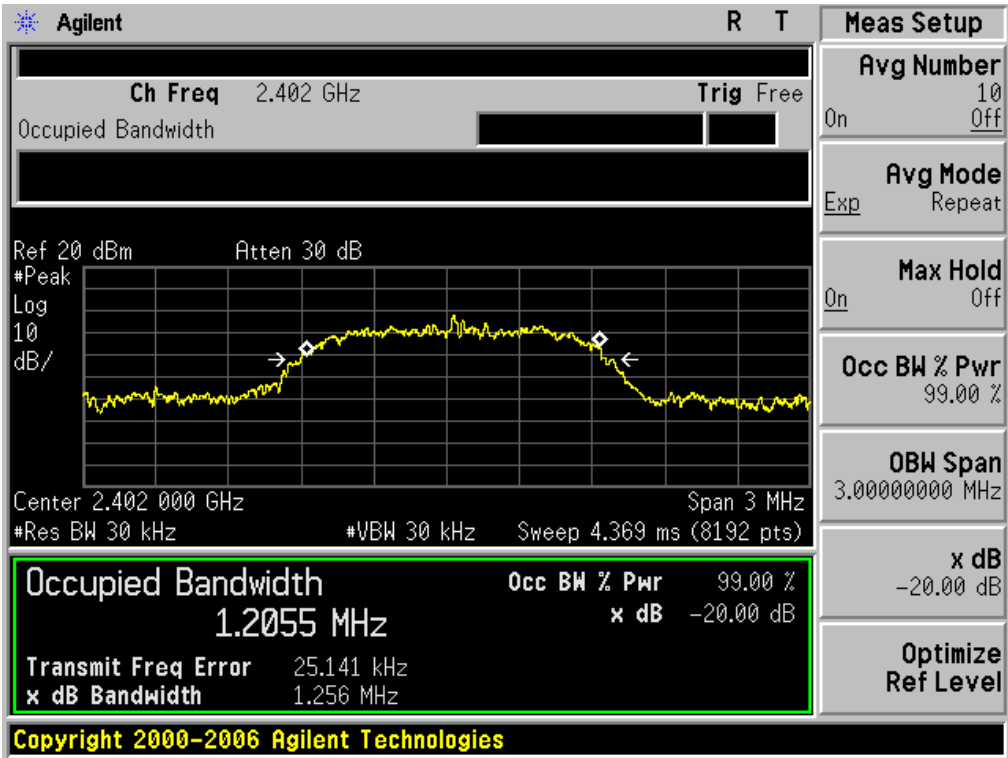 Agilent R T
Ch Freq 2.402 GHz Trig Free
Occupied Bandwidth
Ref 20 dBm Atten 30 dB
#Peak
Log
10
dB/
Center 2.402 000 GHz Span 3 MHz
#Res BW 30 kHz #VBW 30 kHz Sweep 4.369 ms (8192 pts)
Occupied Bandwidth Occ BW % Pwr 99.00 %
1.2055 MHz x dB -20.00 dB
Transmit Freq Error 25.141 kHz
x dB Bandwidth 1.256 MHz
Copyright 2000-2006 Agilent Technologies
Meas Setup
Avg Number
10
On Off
Avg Mode
Exp Repeat
Max Hold
On Off
Occ BW % Pwr
99.00 %
OBW Span
3.00000000 MHz
x dB
-20.00 dB
Optimize
Ref Level